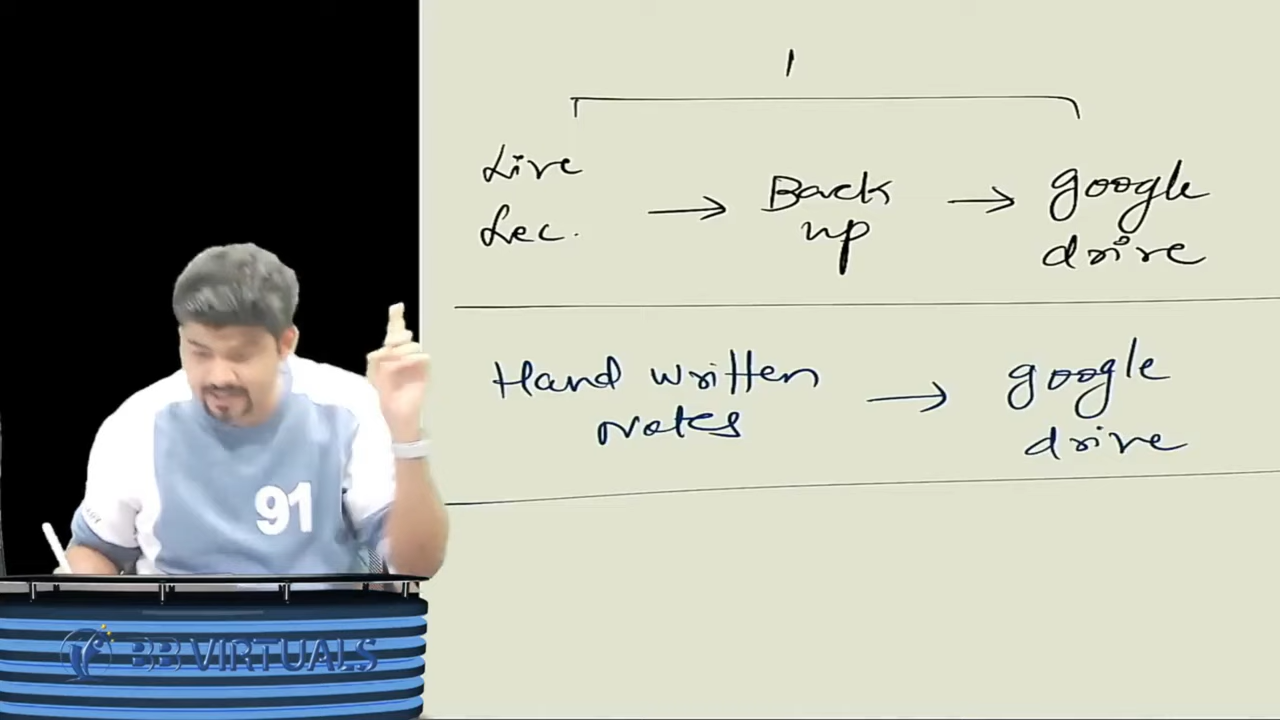 1
Live
Lec. → Back up → google drive
Hand written notes → google drive
91
BB VIRTUALS